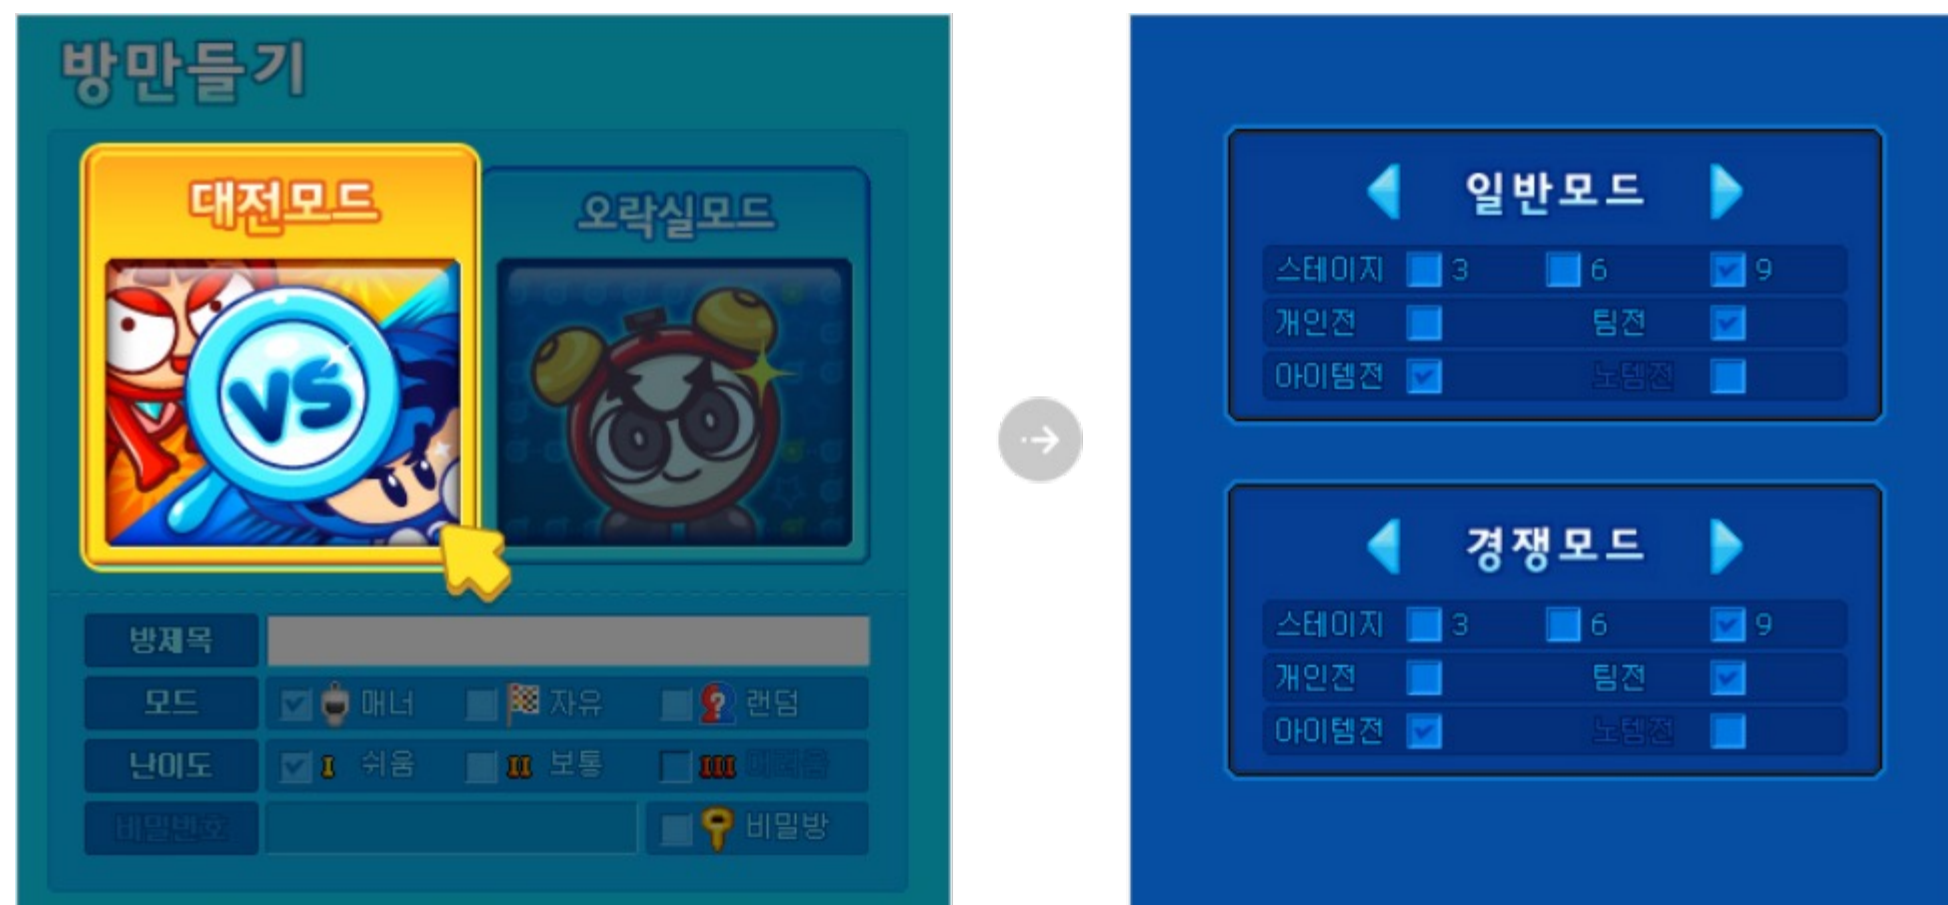 방만들기
대전모드
오락실모드
VS
방제목
모드 매너 자유 ? 랜덤
난이도 I 쉬움 II 보통 III
비밀번호 비밀방
일반모드
스테이지 3 6 9
개인전 팀전
아이템전 노템전
경쟁모드
스테이지 3 6 9
개인전 팀전
아이템전 노템전